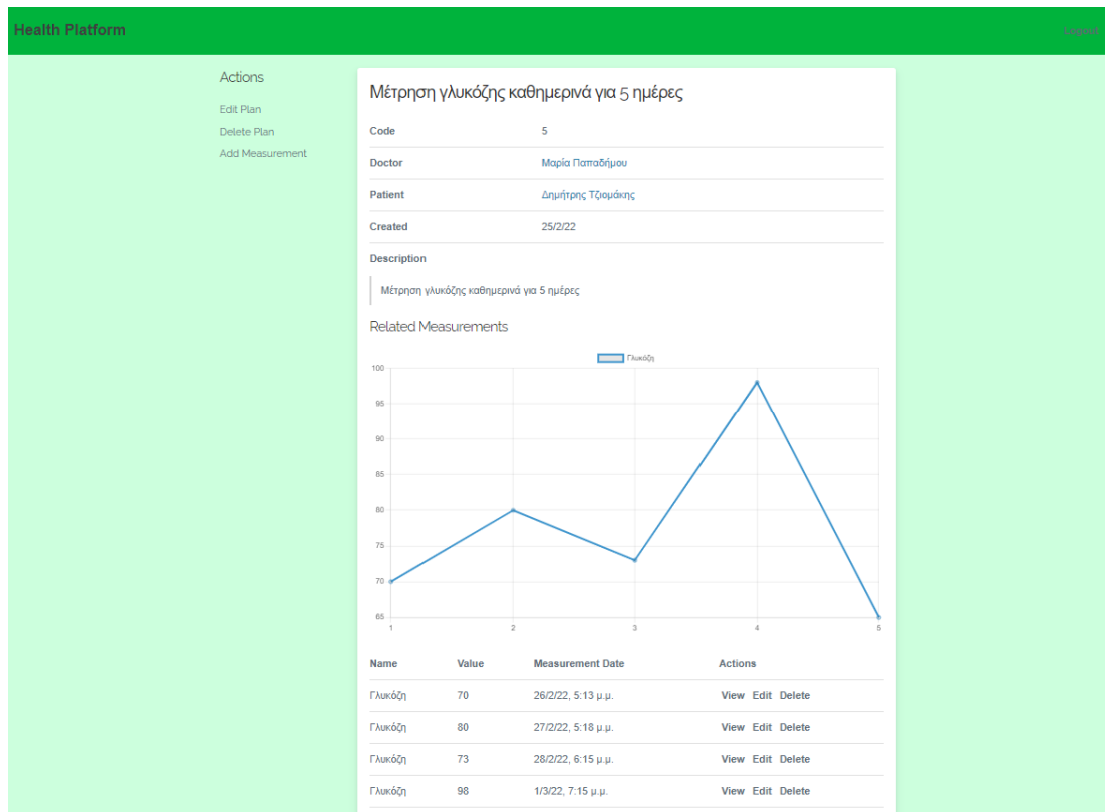 Health Platform
Logout
Actions
Edit Plan
Delete Plan
Add Measurement
Μέτρηση γλυκόζης καθημερινά για 5 ημέρες
Code 5
Doctor Μαρία Παπαδήμου
Patient Δημήτρης Τζιομάκης
Created 25/2/22
Description
Μέτρηση γλυκόζης καθημερινά για 5 ημέρες
Related Measurements
Γλυκόζη
100
95
90
85
80
75
70
65
1 2 3 4 5
Name Value Measurement Date Actions
Γλυκόζη 70 26/2/22, 5:13 μ.μ. View Edit Delete
Γλυκόζη 80 27/2/22, 5:18 μ.μ. View Edit Delete
Γλυκόζη 73 28/2/22, 6:15 μ.μ. View Edit Delete
Γλυκόζη 98 1/3/22, 7:15 μ.μ. View Edit Delete